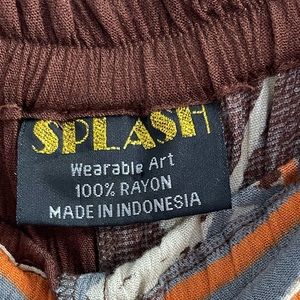 SPLASH
Wearable Art
100% RAYON
MADE IN INDONESIA